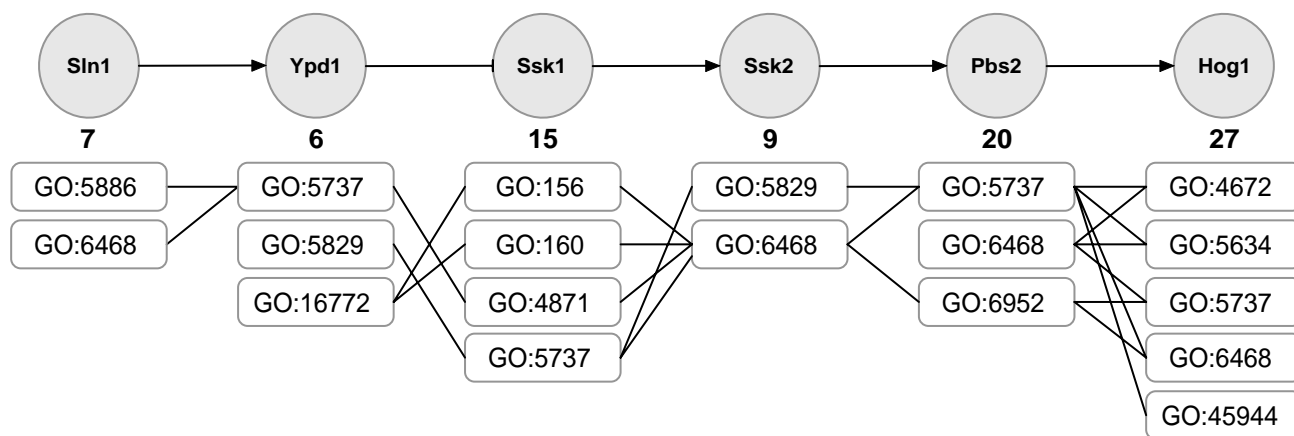 Sln1 Ypd1 Ssk1 Ssk2 Pbs2 Hog1
7 6 15 9 20 27
GO:5886 GO:5737 GO:156 GO:5829 GO:5737 GO:4672
GO:6468 GO:5829 GO:160 GO:6468 GO:6468 GO:5634
GO:16772 GO:4871 GO:6952 GO:5737
GO:5737 GO:6468
GO:45944